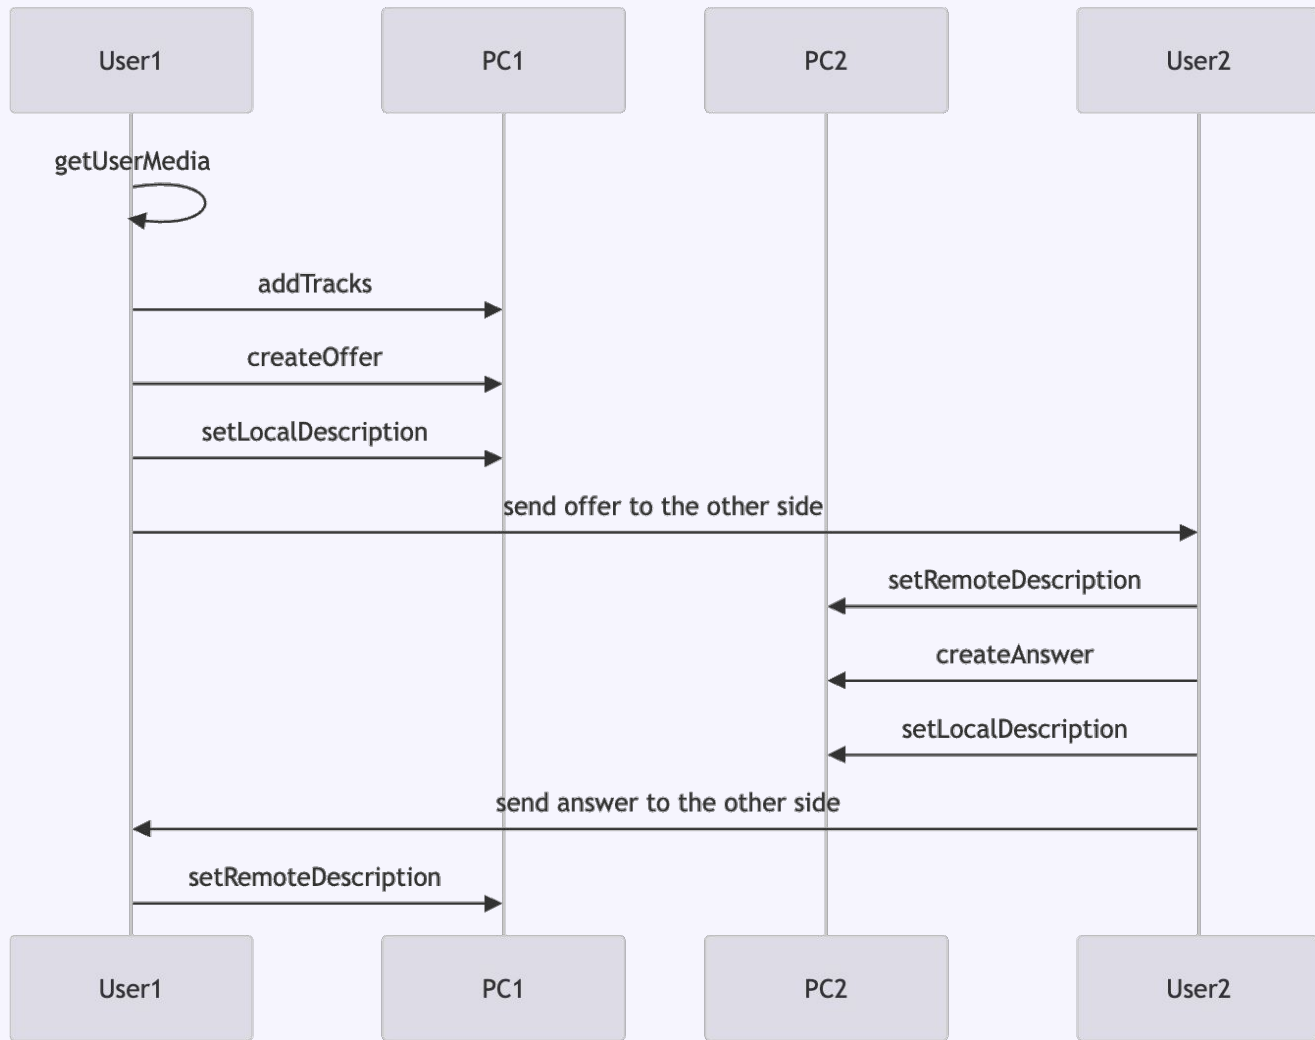 User1
PC1
PC2
User2
getUserMedia
addTracks
createOffer
setLocalDescription
send offer to the other side
setRemoteDescription
createAnswer
setLocalDescription
send answer to the other side
setRemoteDescription
User1
PC1
PC2
User2